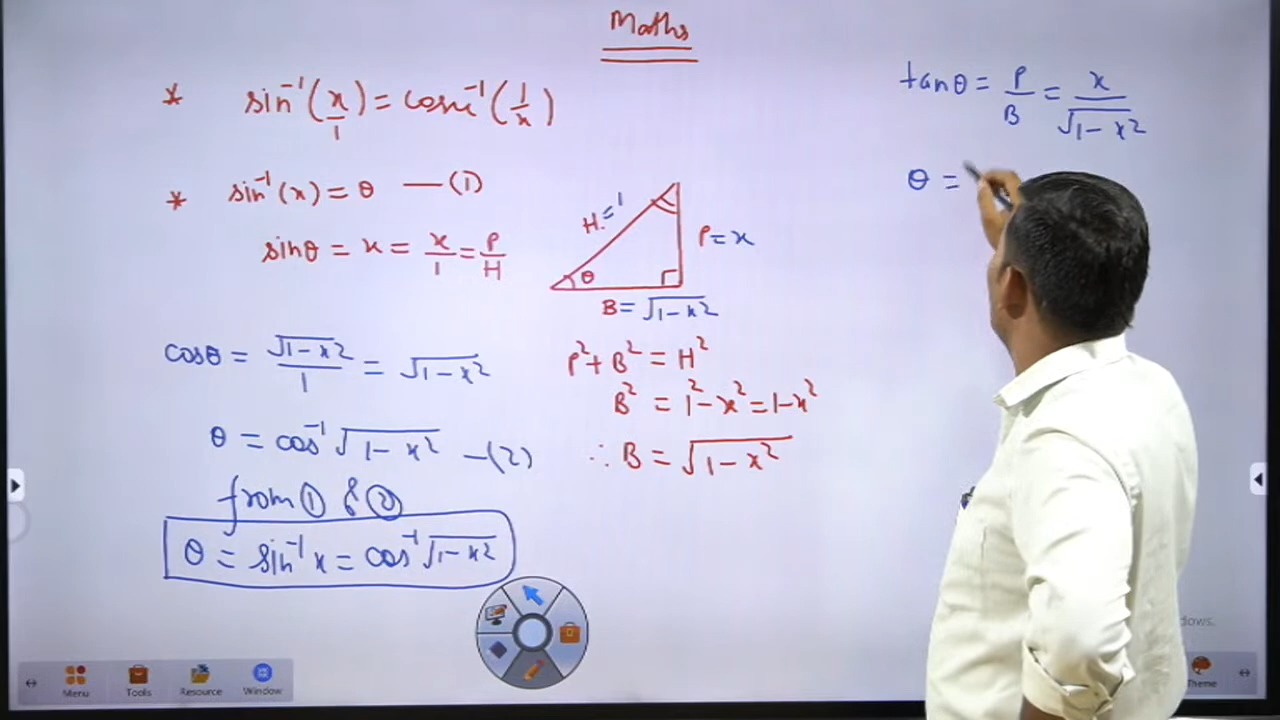 Maths
* sin⁻¹(x/1) = cosec⁻¹(1/x)
* sin⁻¹(x) = θ —(1)
sinθ = x = x/1 = P/H
H = 1
P = x
θ
B = √(1-x²)
cosθ = √(1-x²)/1 = √(1-x²)
θ = cos⁻¹√(1-x²) —(2)
from ① & ②
θ = sin⁻¹x = cos⁻¹√(1-x²)
P² + B² = H²
B² = 1² - x² = 1-x²
∴ B = √(1-x²)
tanθ = P/B = x/√(1-x²)
θ =
Menu
Tools
Resource
Window
dows.
Theme